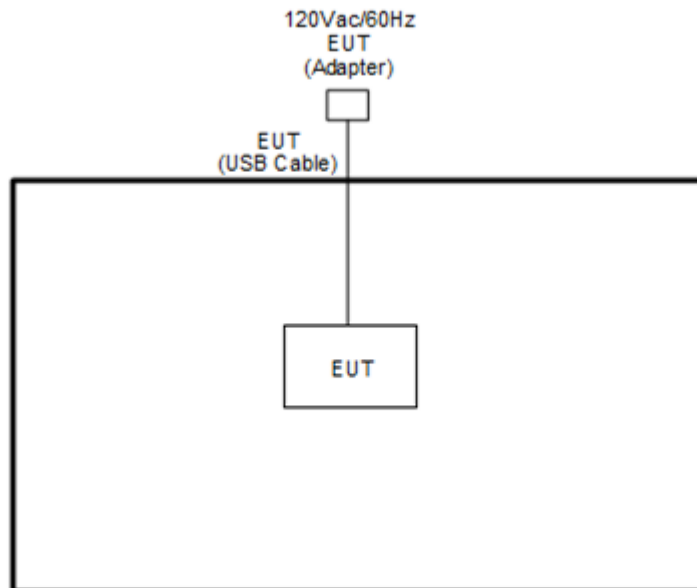 120Vac/60Hz
EUT
(Adapter)
EUT
(USB Cable)
EUT